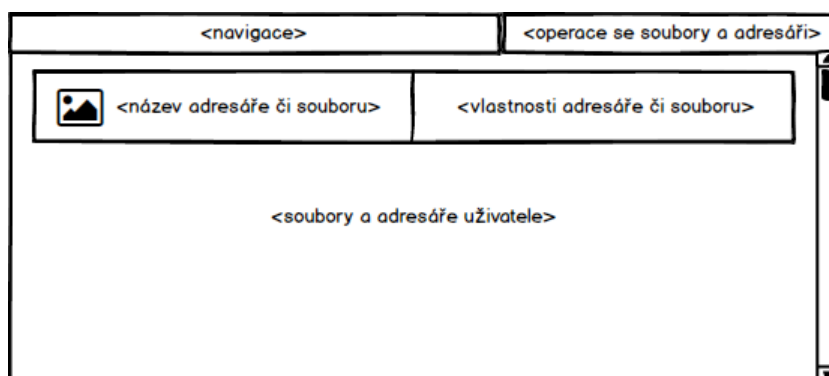 <navigace>
<operace se soubory a adresáři>
<název adresáře či souboru>
<vlastnosti adresáře či souboru>
<soubory a adresáře uživatele>